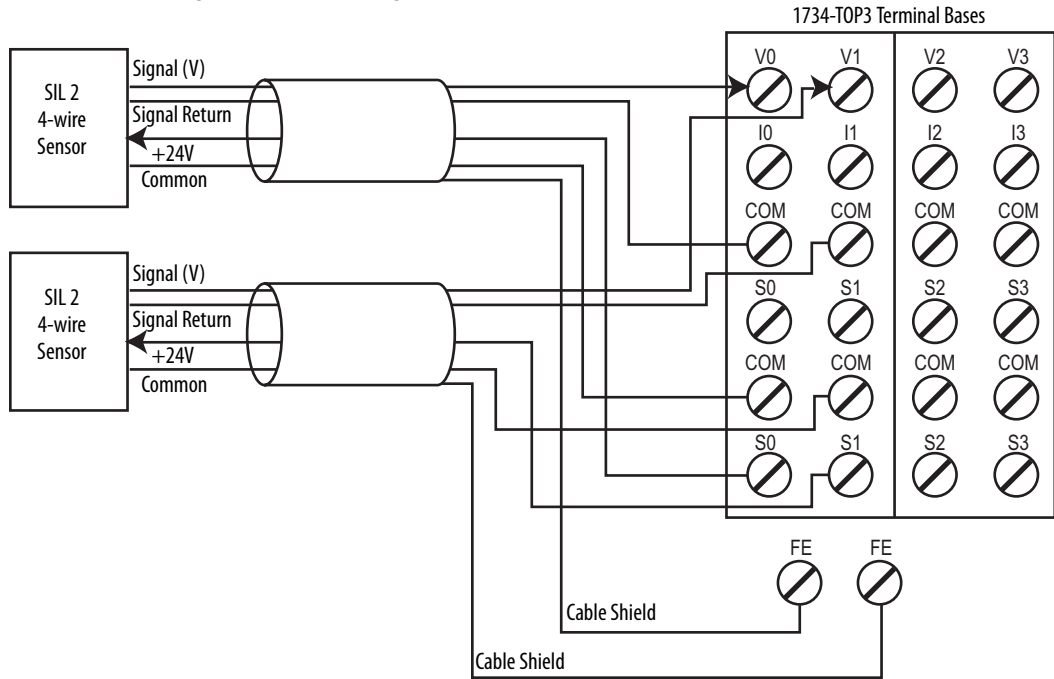 1734-TOP3 Terminal Bases
SIL 2
4-wire
Sensor
Signal (V)
Signal Return
+24V
Common
SIL 2
4-wire
Sensor
Signal (V)
Signal Return
+24V
Common
V0 V1 V2 V3
I0 I1 I2 I3
COM COM COM COM
S0 S1 S2 S3
COM COM COM COM
S0 S1 S2 S3
FE FE
Cable Shield
Cable Shield